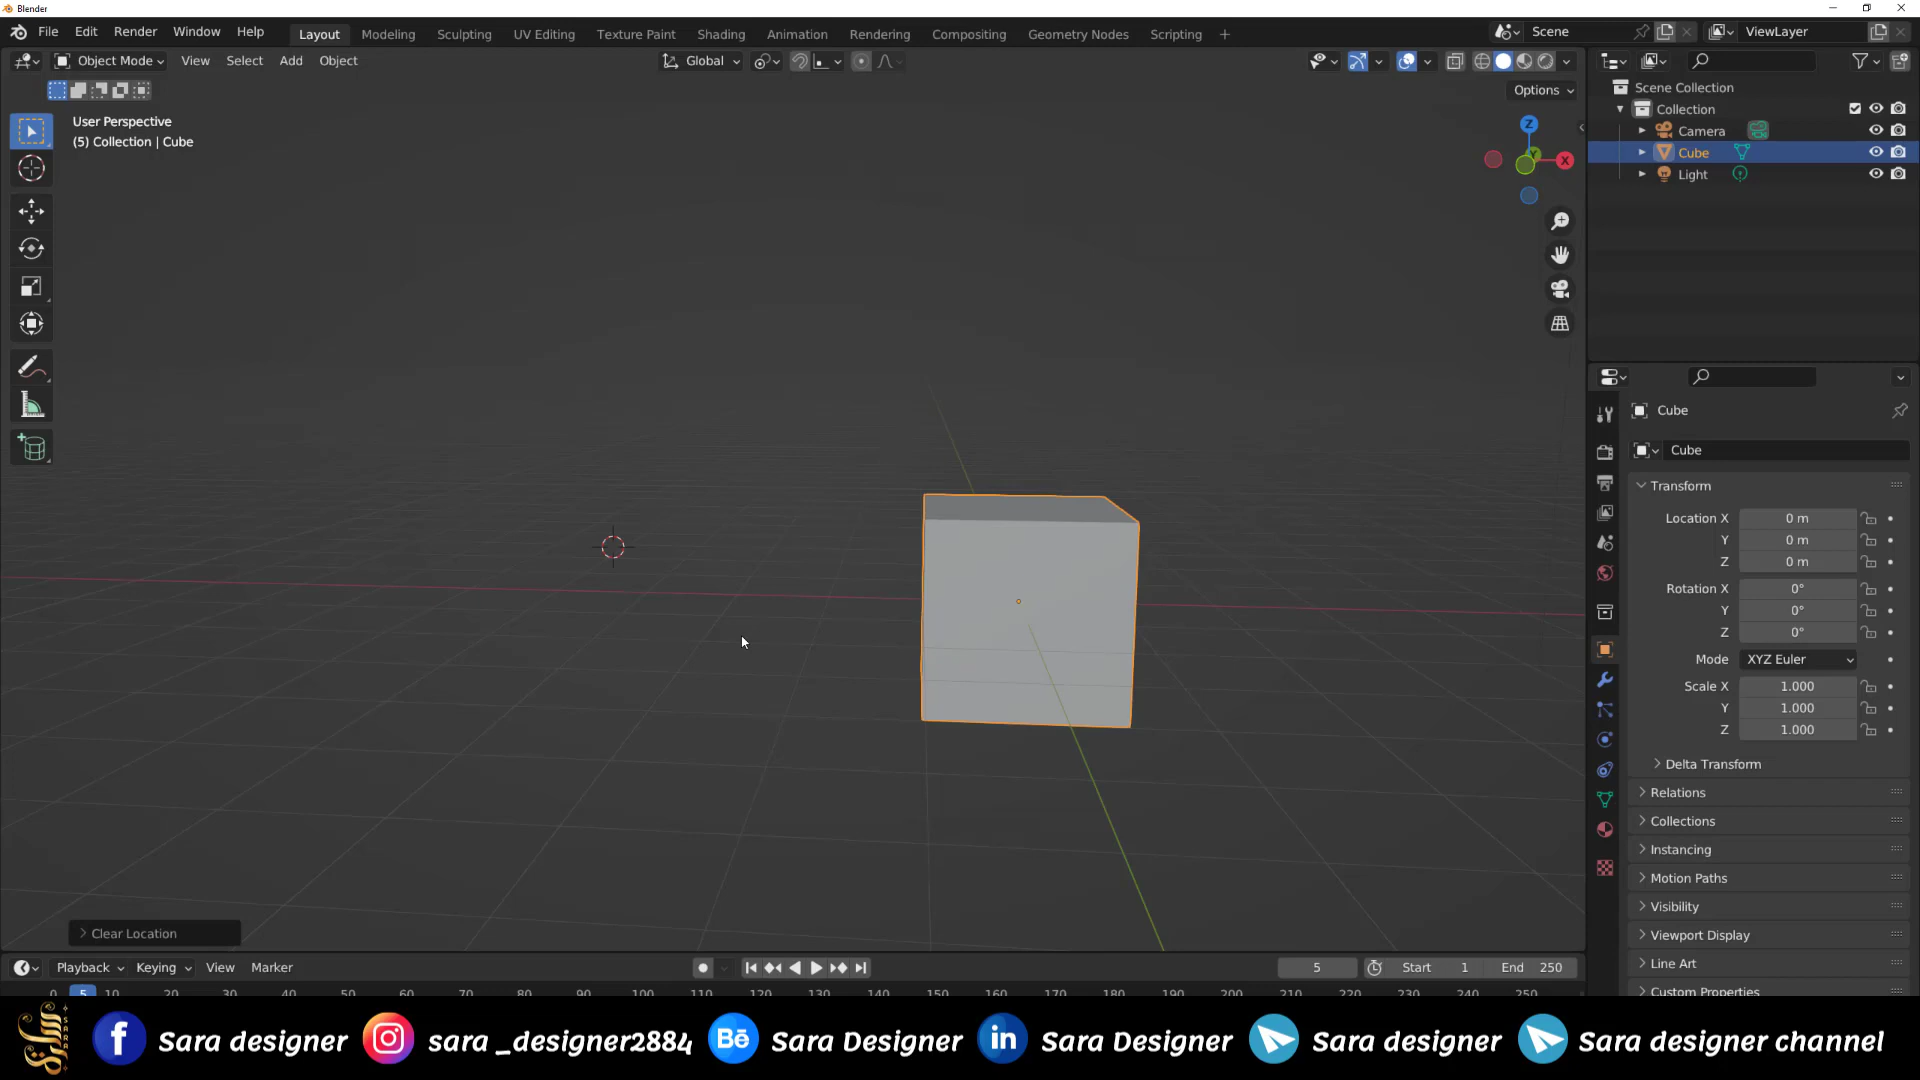 Blender
File Edit Render Window Help
Layout Modeling Sculpting UV Editing Texture Paint Shading Animation Rendering Compositing Geometry Nodes Scripting
Scene ViewLayer
Object Mode View Select Add Object
Global
Options
User Perspective
(5) Collection | Cube
Z
Y
X
Scene Collection
Collection
Camera
Cube
Light
Cube
Cube
Transform
Location X 0 m
Y 0 m
Z 0 m
Rotation X 0°
Y 0°
Z 0°
Mode XYZ Euler
Scale X 1.000
Y 1.000
Z 1.000
Delta Transform
Relations
Collections
Instancing
Motion Paths
Visibility
Viewport Display
Line Art
Custom Properties
Clear Location
Playback Keying View Marker
5 Start 1 End 250
0 5 10 20 30 40 50 60 70 80 90 100 110 120 130 140 150 160 170 180 190 200 210 220 230 240 250
f Sara designer sara _designer2884 Bē Sara Designer in Sara Designer Sara designer Sara designer channel